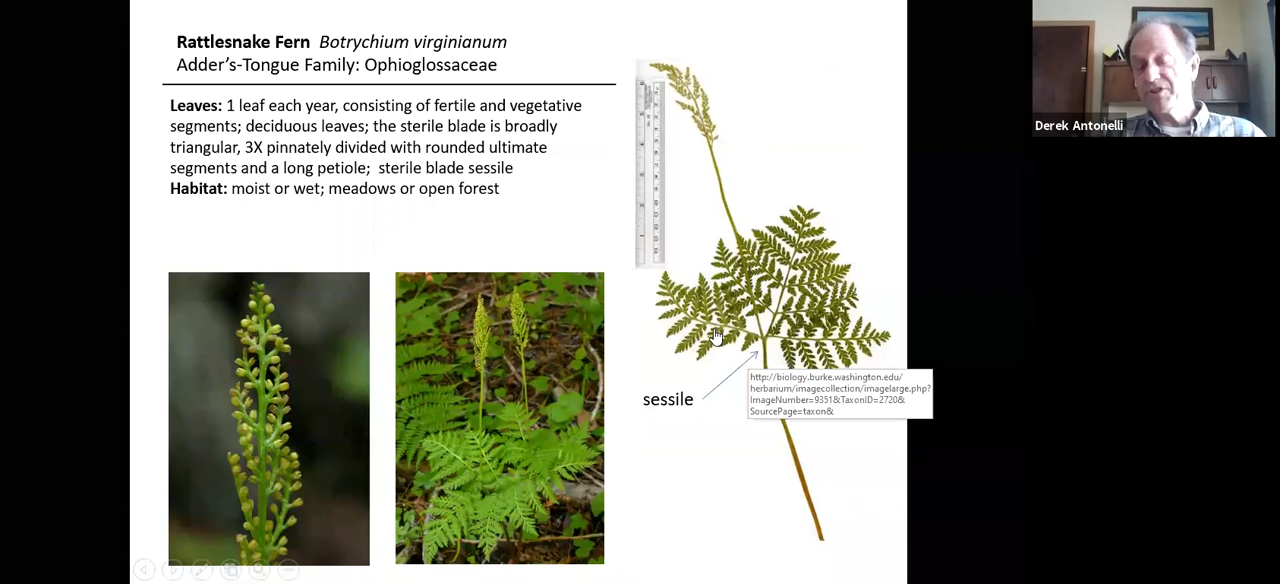 Rattlesnake Fern Botrychium virginianum
Adder's-Tongue Family: Ophioglossaceae
Leaves: 1 leaf each year, consisting of fertile and vegetative
segments; deciduous leaves; the sterile blade is broadly
triangular, 3X pinnately divided with rounded ultimate
segments and a long petiole; sterile blade sessile
Habitat: moist or wet; meadows or open forest
sessile
http://biology.burke.washington.edu/
herbarium/imagecollection/imagelarge.php?
ImageNumber=9351&TaxonID=2720&
SourcePage=taxon&
Derek Antonelli